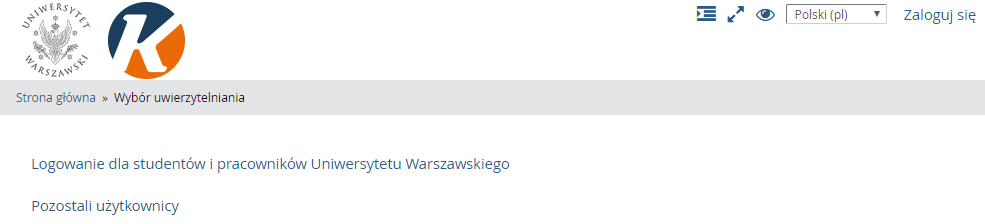 UNIWERSYTET
WARSZAWSKI
K
Polski (pl)
Zaloguj się
Strona główna » Wybór uwierzytelniania
Logowanie dla studentów i pracowników Uniwersytetu Warszawskiego
Pozostali użytkownicy